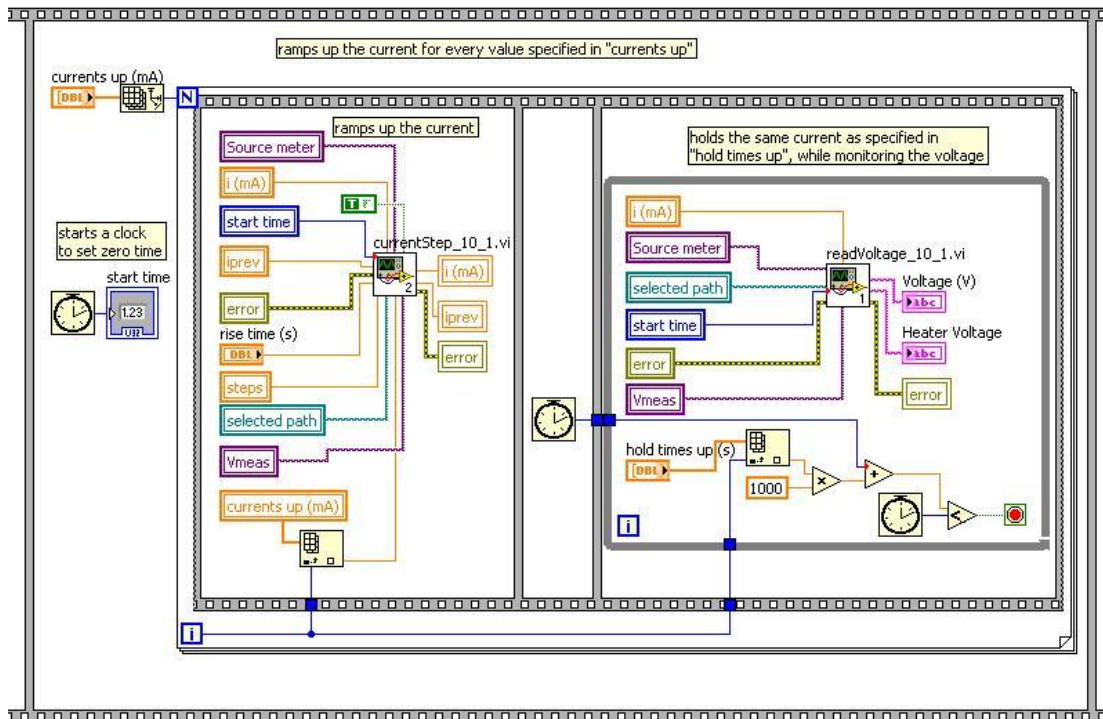 ramps up the current for every value specified in "currents up"
currents up (mA)
DBL
N
ramps up the current
Source meter
i (mA)
T F
start time
currentStep_10_1.vi
iprev
2
i (mA)
iprev
error
error
rise time (s)
DBL
steps
selected path
Vmeas
currents up (mA)
starts a clock
to set zero time
start time
1.23
U32
i
holds the same current as specified in
"hold times up", while monitoring the voltage
i (mA)
Source meter
readVoltage_10_1.vi
selected path
1
Voltage (V)
abc
start time
Heater Voltage
abc
error
error
Vmeas
hold times up (s)
DBL
1000
×
+
<
i